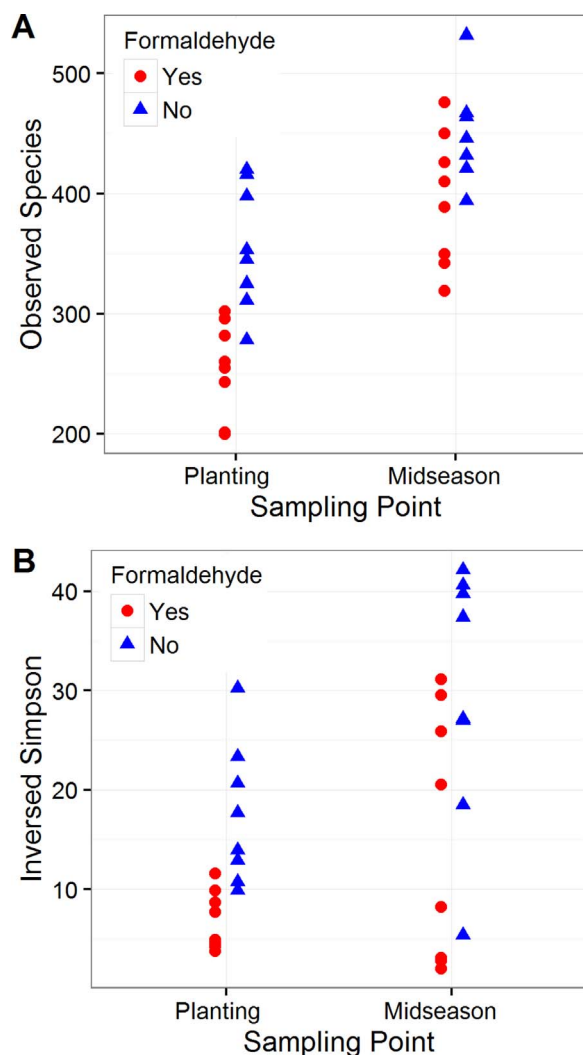 A
Formaldehyde
Yes
No
500
400
300
200
Observed Species
Planting Midseason
Sampling Point
B
Formaldehyde
Yes
No
40
30
20
10
Inversed Simpson
Planting Midseason
Sampling Point